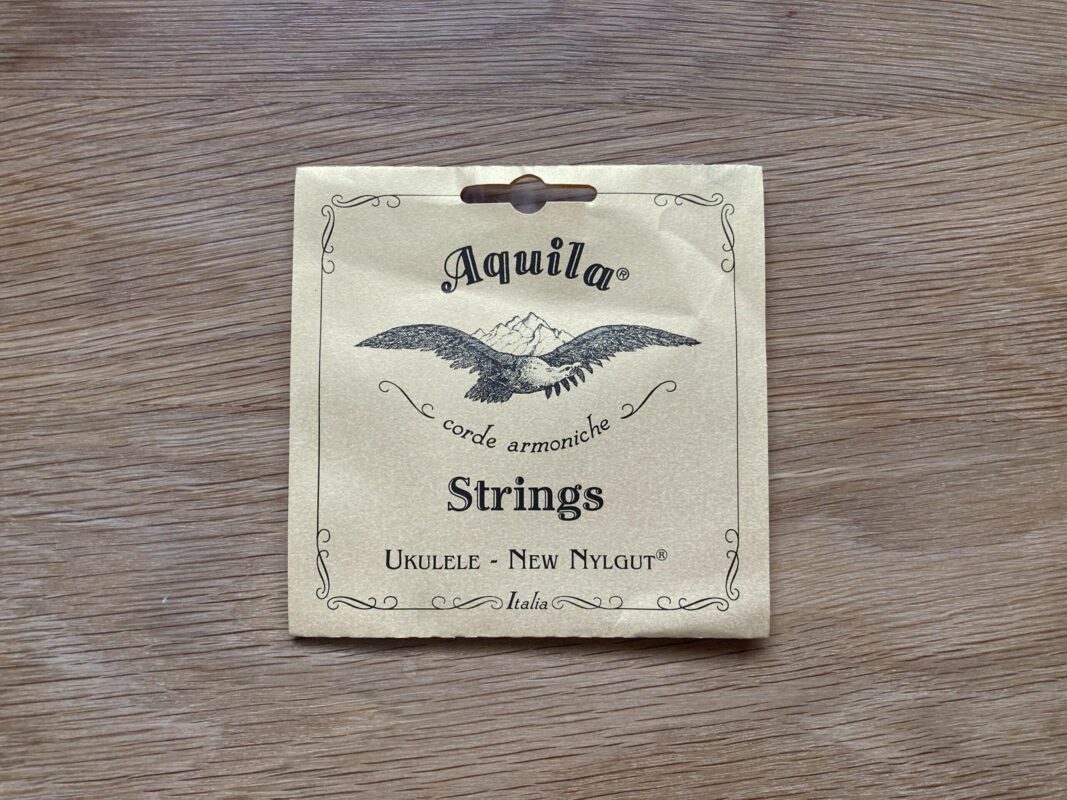 Aquila®
corde armoniche
Strings
Ukulele - New Nylgut®
Italia